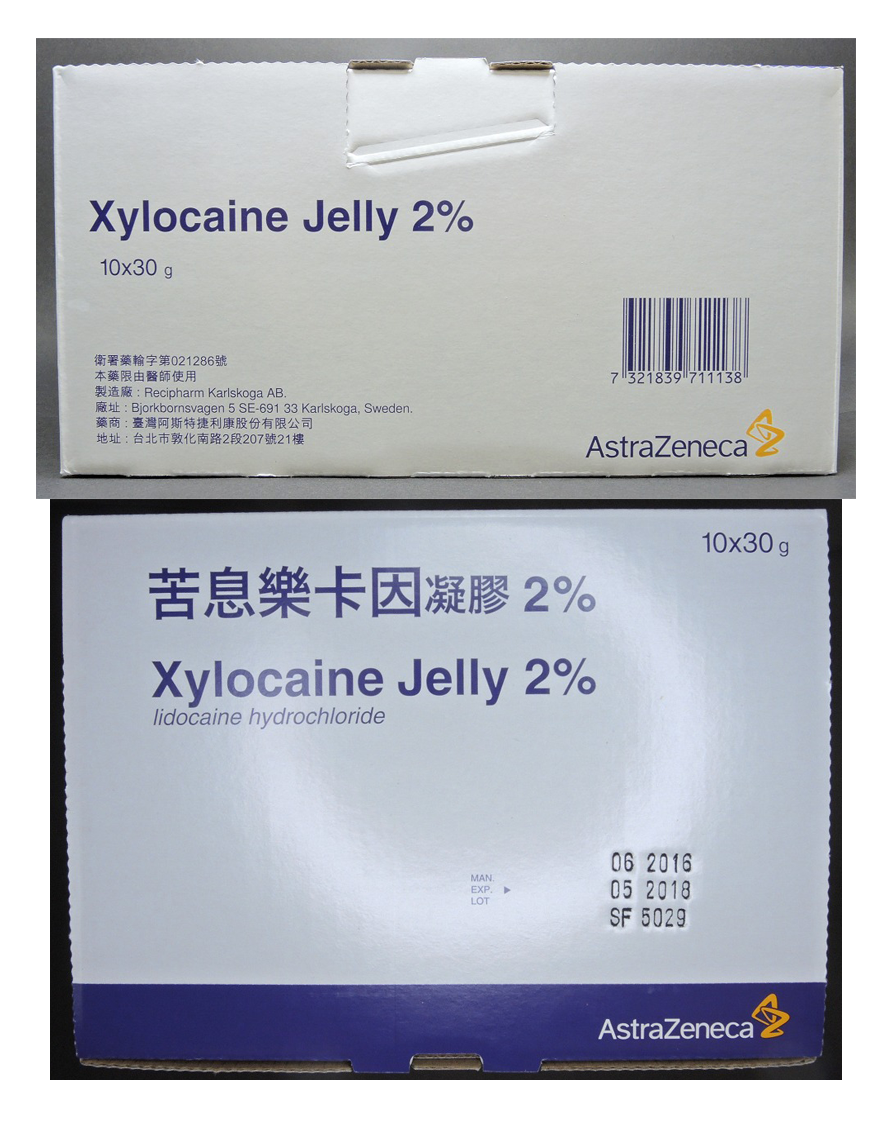 Xylocaine Jelly 2%
10x30 g
7 321839 711138
衛署藥輸字第021286號
本藥限由醫師使用
製造廠 : Recipharm Karlskoga AB.
廠址 : Bjorkbornsvagen 5 SE-691 33 Karlskoga, Sweden.
藥商 : 臺灣阿斯特捷利康股份有限公司
地址 : 台北市敦化南路2段207號21樓
AstraZeneca
10x30 g
苦息樂卡因凝膠 2%
Xylocaine Jelly 2%
lidocaine hydrochloride
MAN. 06 2016
EXP. 05 2018
LOT SF 5029
AstraZeneca